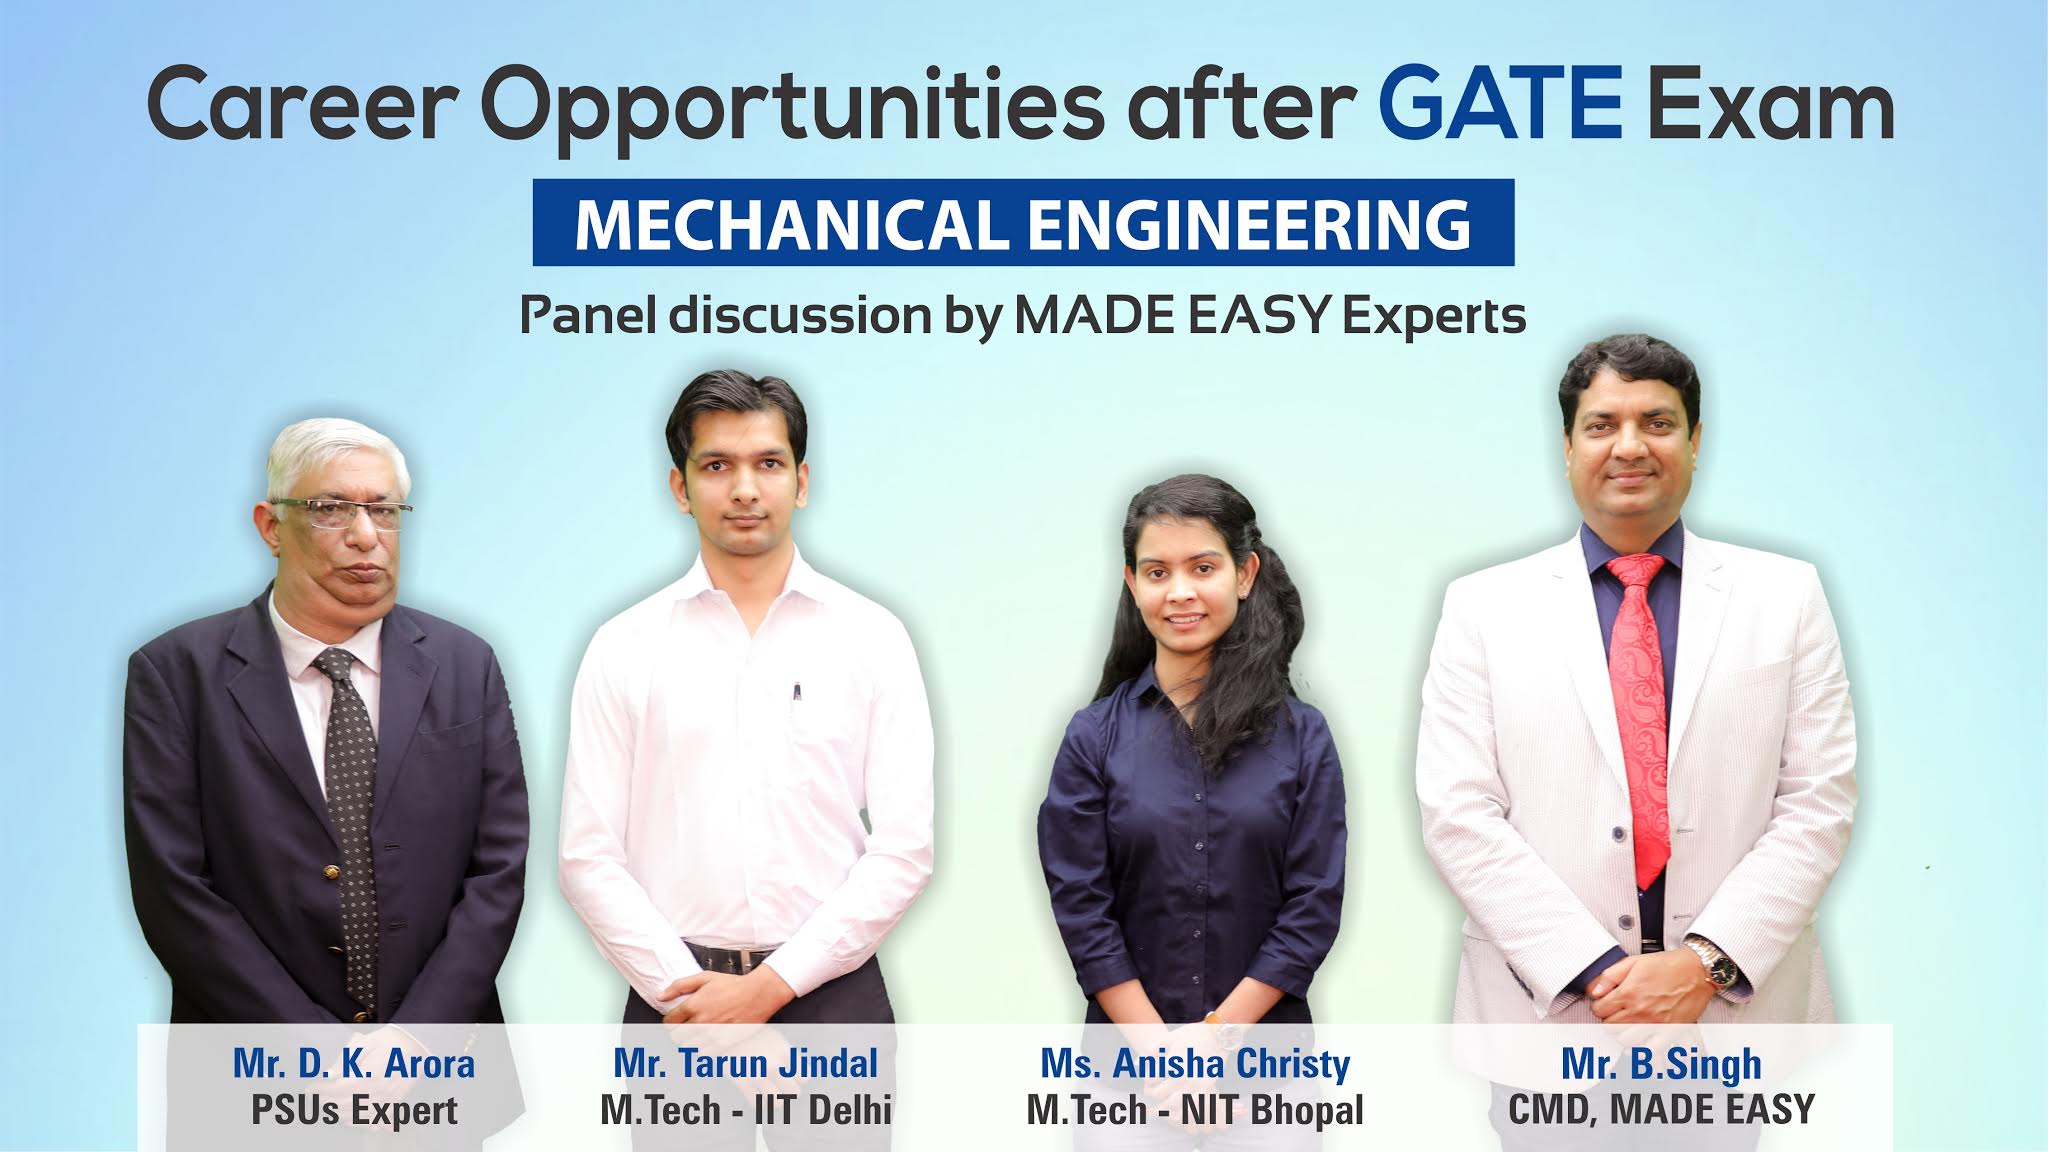 Career Opportunities after GATE Exam
MECHANICAL ENGINEERING
Panel discussion by MADE EASY Experts
Mr. D. K. Arora
PSUs Expert
Mr. Tarun Jindal
M.Tech - IIT Delhi
Ms. Anisha Christy
M.Tech - NIT Bhopal
Mr. B.Singh
CMD, MADE EASY